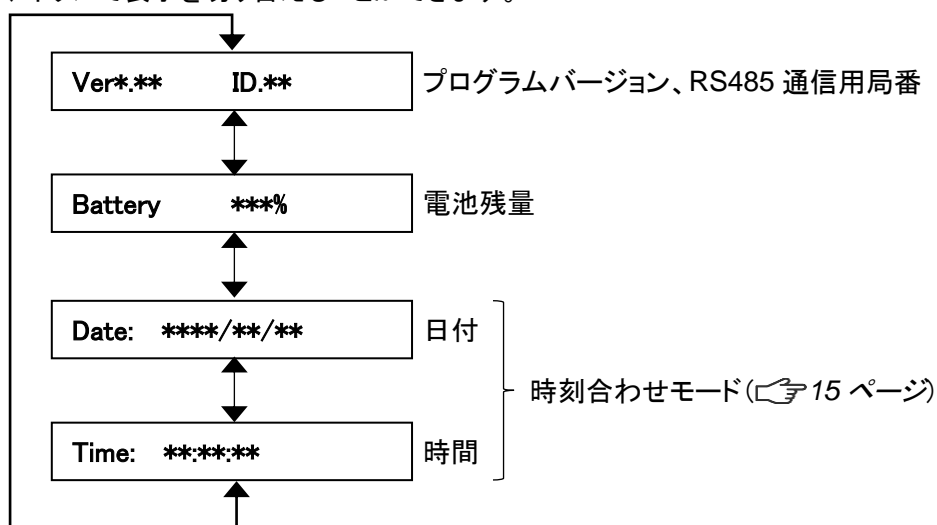 Ver*.** ID.** プログラムバージョン、RS485 通信用局番
Battery ***% 電池残量
Date: ****/**/** 日付
時刻合わせモード(☞15 ページ)
Time: **:**:** 時間